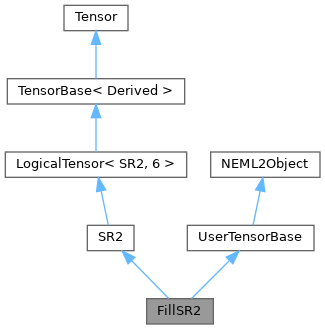 Tensor
TensorBase< Derived >
LogicalTensor< SR2, 6 >
NEML2Object
SR2
UserTensorBase
FillSR2